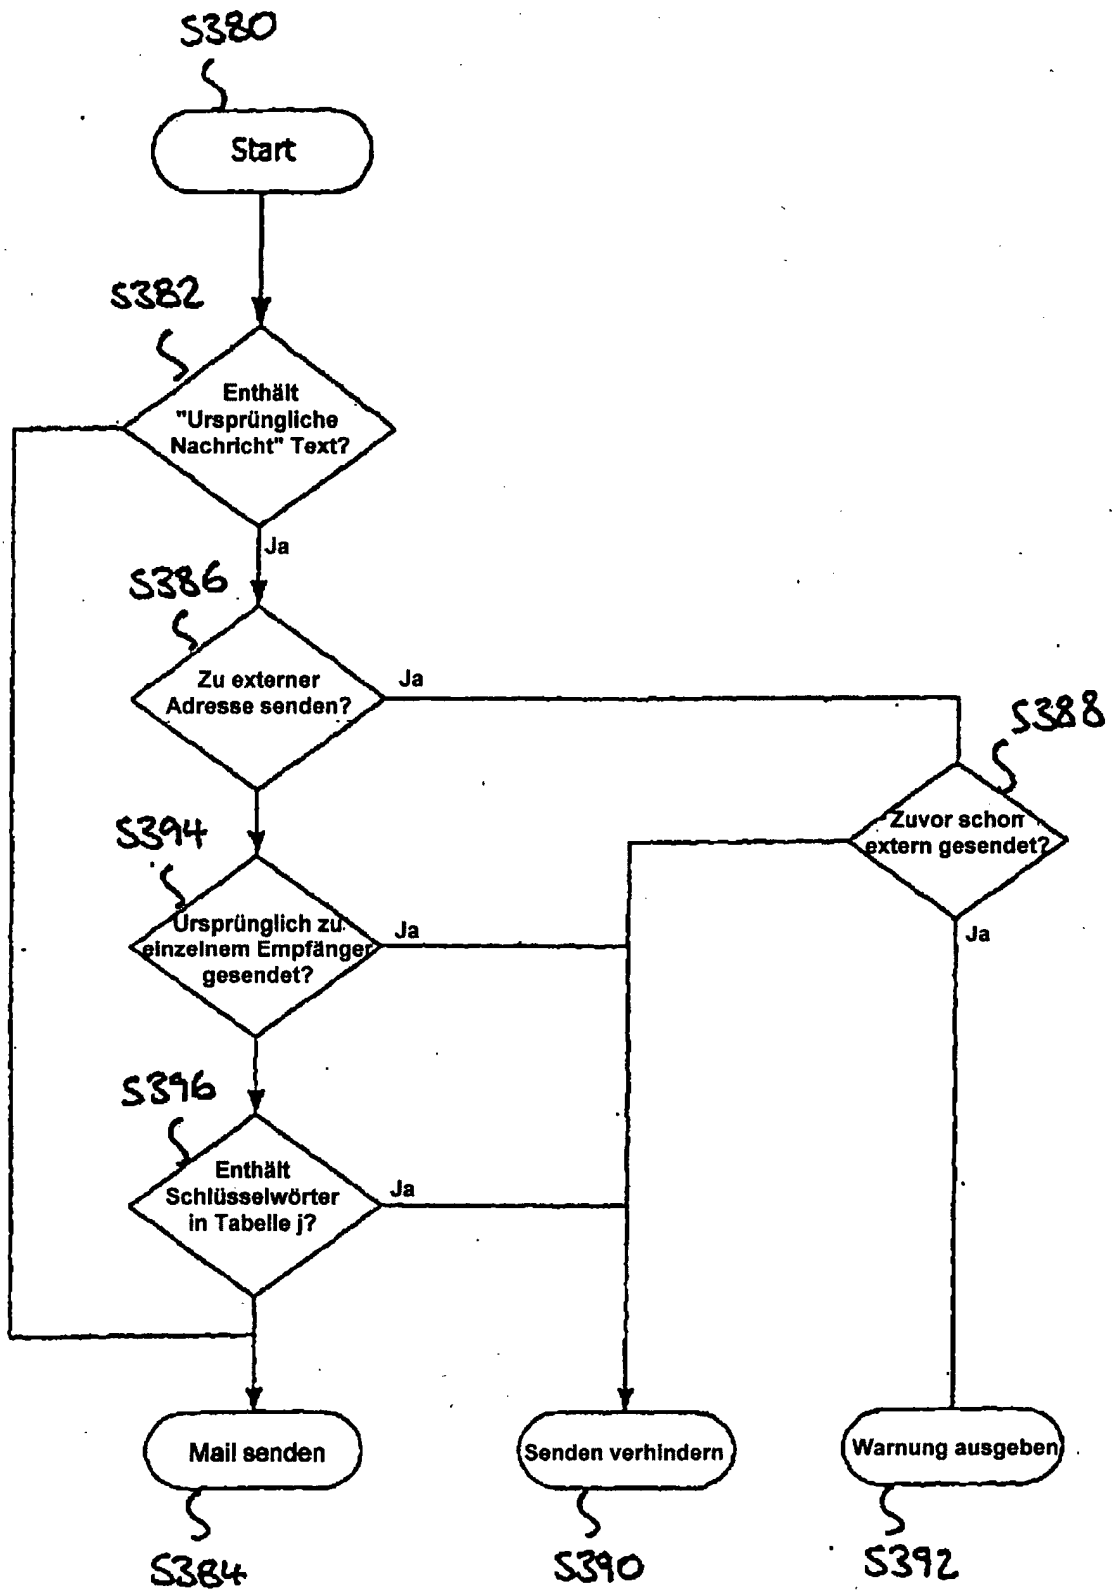 S380
Start
S382
Enthält
"Ursprüngliche
Nachricht" Text?
Ja
S386
Zu externer
Adresse senden?
Ja
S388
Zuvor schon
extern gesendet?
Ja
S394
Ursprünglich zu
einzelnem Empfänger
gesendet?
Ja
S396
Enthält
Schlüsselwörter
in Tabelle j?
Ja
Mail senden
Senden verhindern
Warnung ausgeben
S384
S390
S392